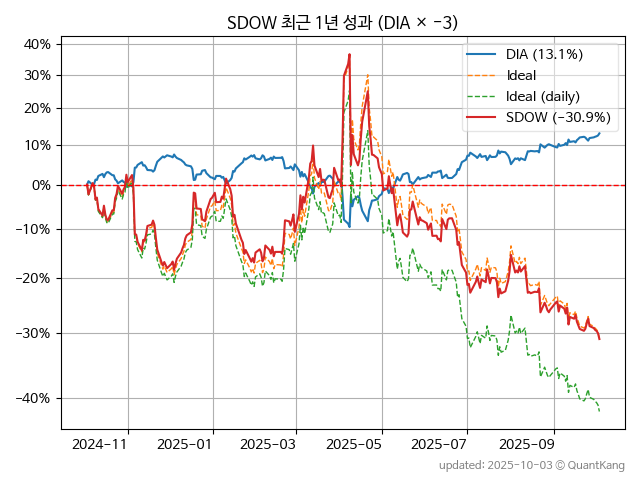 SDOW 최근 1년 성과 (DIA × −3)
40%
30%
20%
10%
0%
−10%
−20%
−30%
−40%
DIA (13.1%)
Ideal
Ideal (daily)
SDOW (−30.9%)
2024-11
2025-01
2025-03
2025-05
2025-07
2025-09
updated: 2025-10-03 © QuantKang